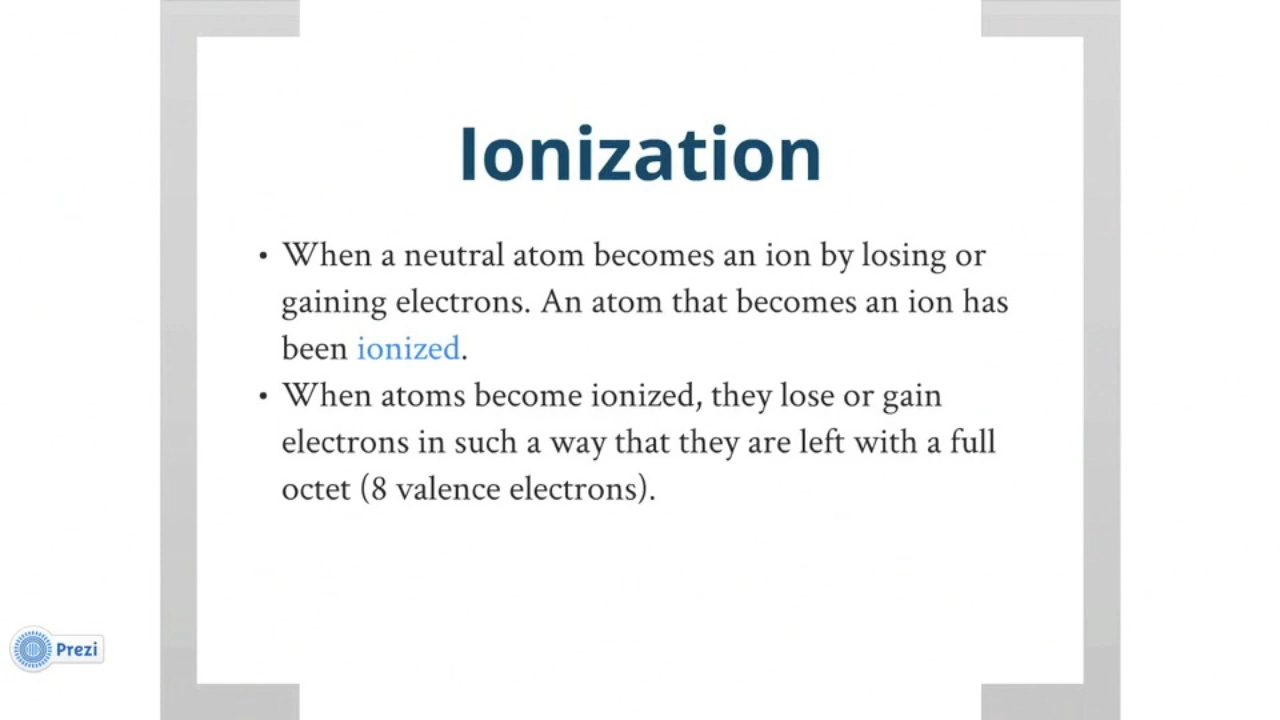 Ionization
• When a neutral atom becomes an ion by losing or
gaining electrons. An atom that becomes an ion has
been ionized.
• When atoms become ionized, they lose or gain
electrons in such a way that they are left with a full
octet (8 valence electrons).
Prezi